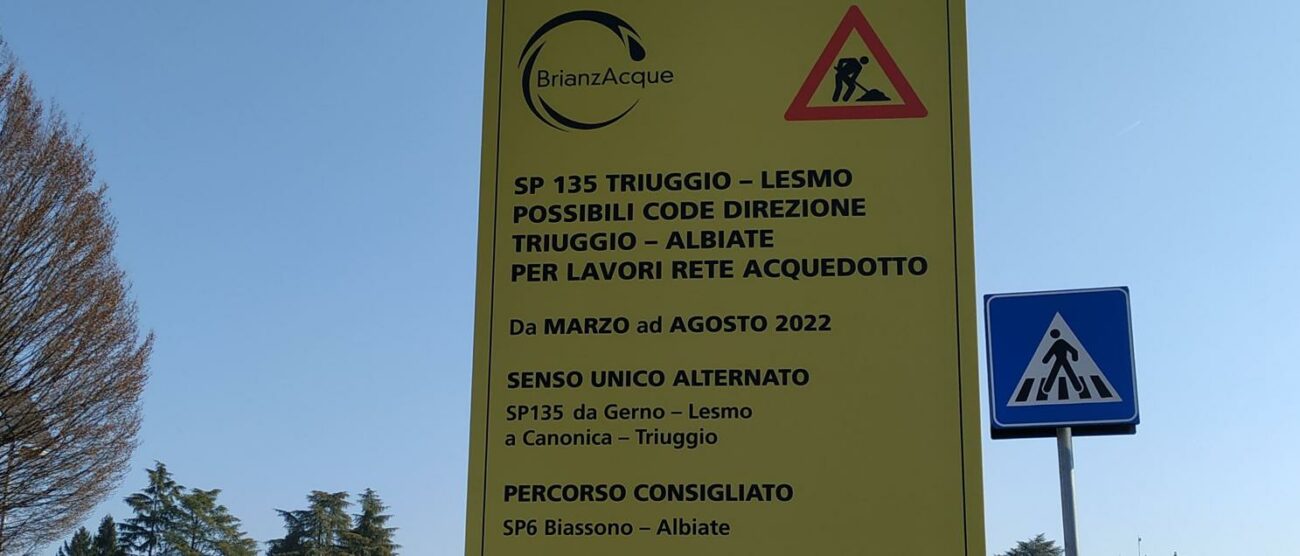 BrianzAcque
SP 135 TRIUGGIO – LESMO
POSSIBILI CODE DIREZIONE
TRIUGGIO – ALBIATE
PER LAVORI RETE ACQUEDOTTO
Da MARZO ad AGOSTO 2022
SENSO UNICO ALTERNATO
SP135 da Gerno – Lesmo
a Canonica – Triuggio
PERCORSO CONSIGLIATO
SP6 Biassono – Albiate